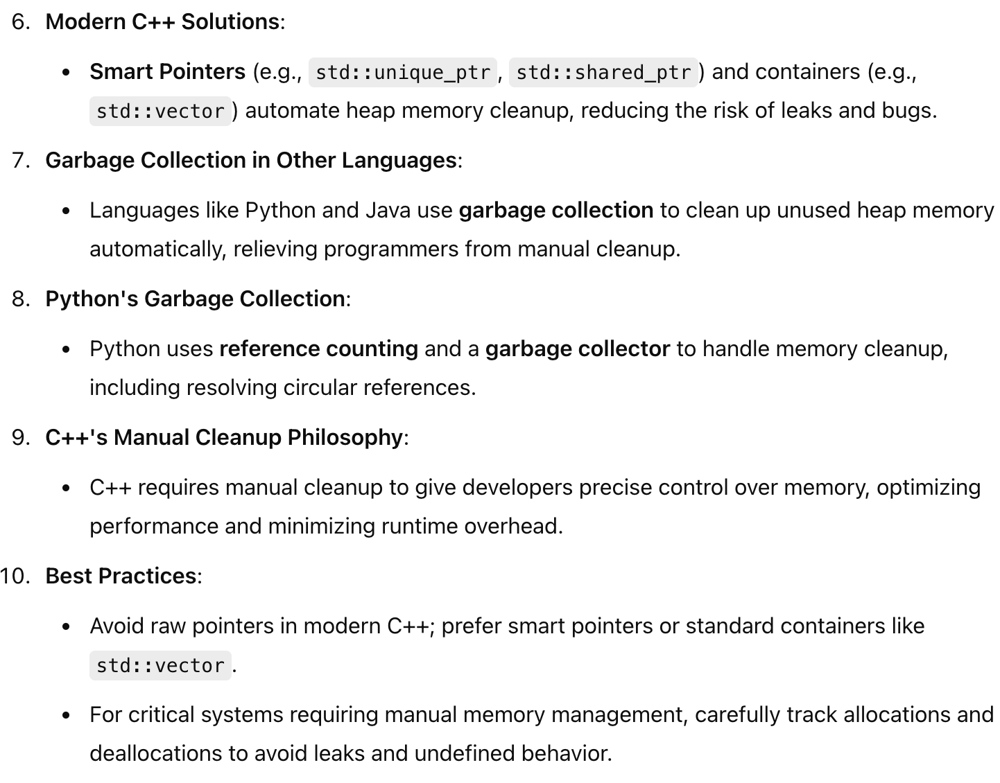 6. Modern C++ Solutions:
• Smart Pointers (e.g., std::unique_ptr, std::shared_ptr) and containers (e.g.,
std::vector) automate heap memory cleanup, reducing the risk of leaks and bugs.
7. Garbage Collection in Other Languages:
• Languages like Python and Java use garbage collection to clean up unused heap memory
automatically, relieving programmers from manual cleanup.
8. Python's Garbage Collection:
• Python uses reference counting and a garbage collector to handle memory cleanup,
including resolving circular references.
9. C++'s Manual Cleanup Philosophy:
• C++ requires manual cleanup to give developers precise control over memory, optimizing
performance and minimizing runtime overhead.
10. Best Practices:
• Avoid raw pointers in modern C++; prefer smart pointers or standard containers like
std::vector.
• For critical systems requiring manual memory management, carefully track allocations and
deallocations to avoid leaks and undefined behavior.